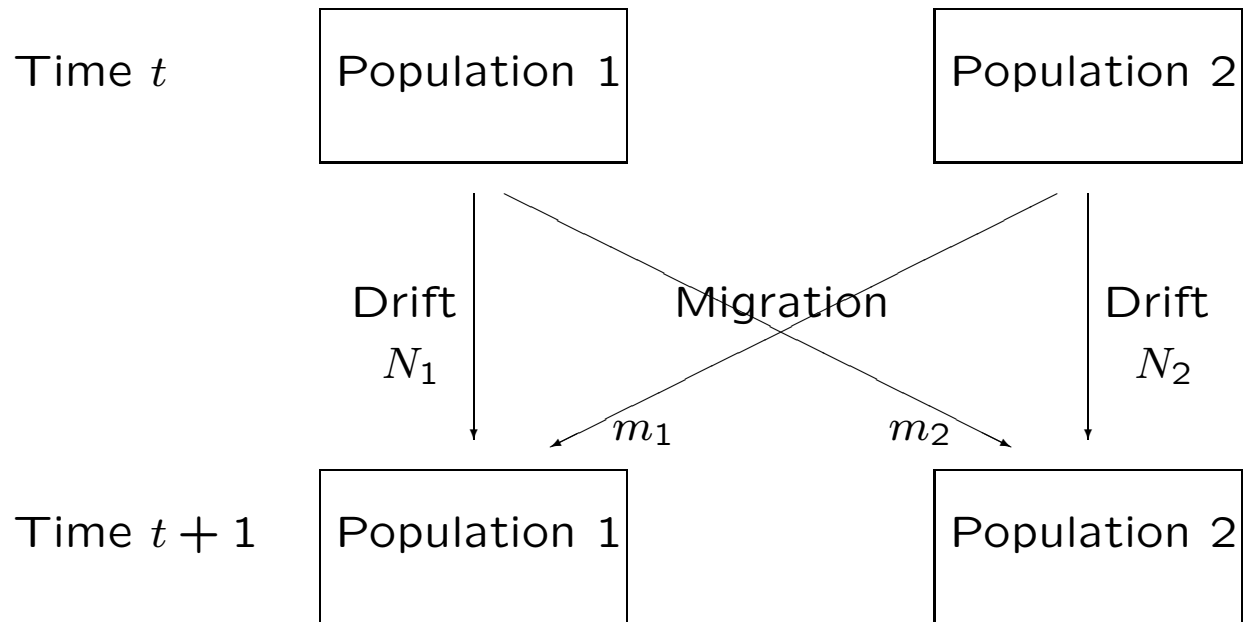 Time t Population 1 Population 2
Drift Migration Drift
N₁ N₂
m₁ m₂
Time t + 1 Population 1 Population 2